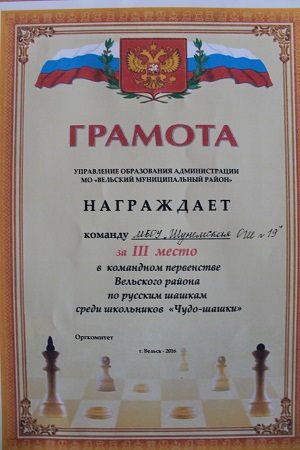 ГРАМОТА
УПРАВЛЕНИЕ ОБРАЗОВАНИЯ АДМИНИСТРАЦИИ
МО «ВЕЛЬСКИЙ МУНИЦИПАЛЬНЫЙ РАЙОН»
НАГРАЖДАЕТ
команду МБОУ „Шунемская ОШ № 19"
за III место
в командном первенстве
Вельского района
по русским шашкам
среди школьников «Чудо-шашки»
Оргкомитет
г. Вельск - 2016